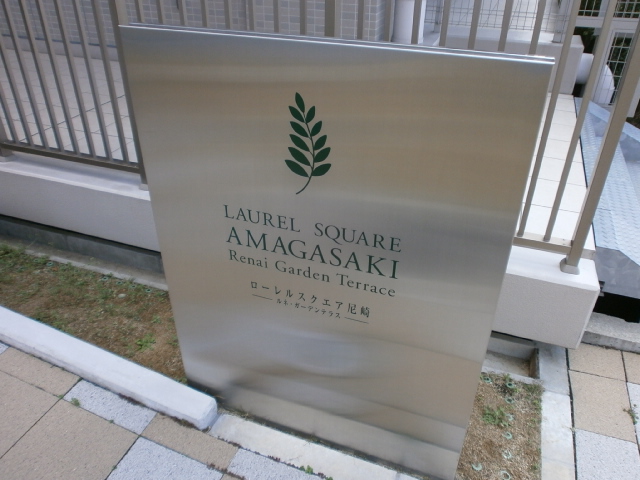 LAUREL SQUARE
AMAGASAKI
Renai Garden Terrace
ローレルスクエア尼崎
ルネ・ガーデンテラス